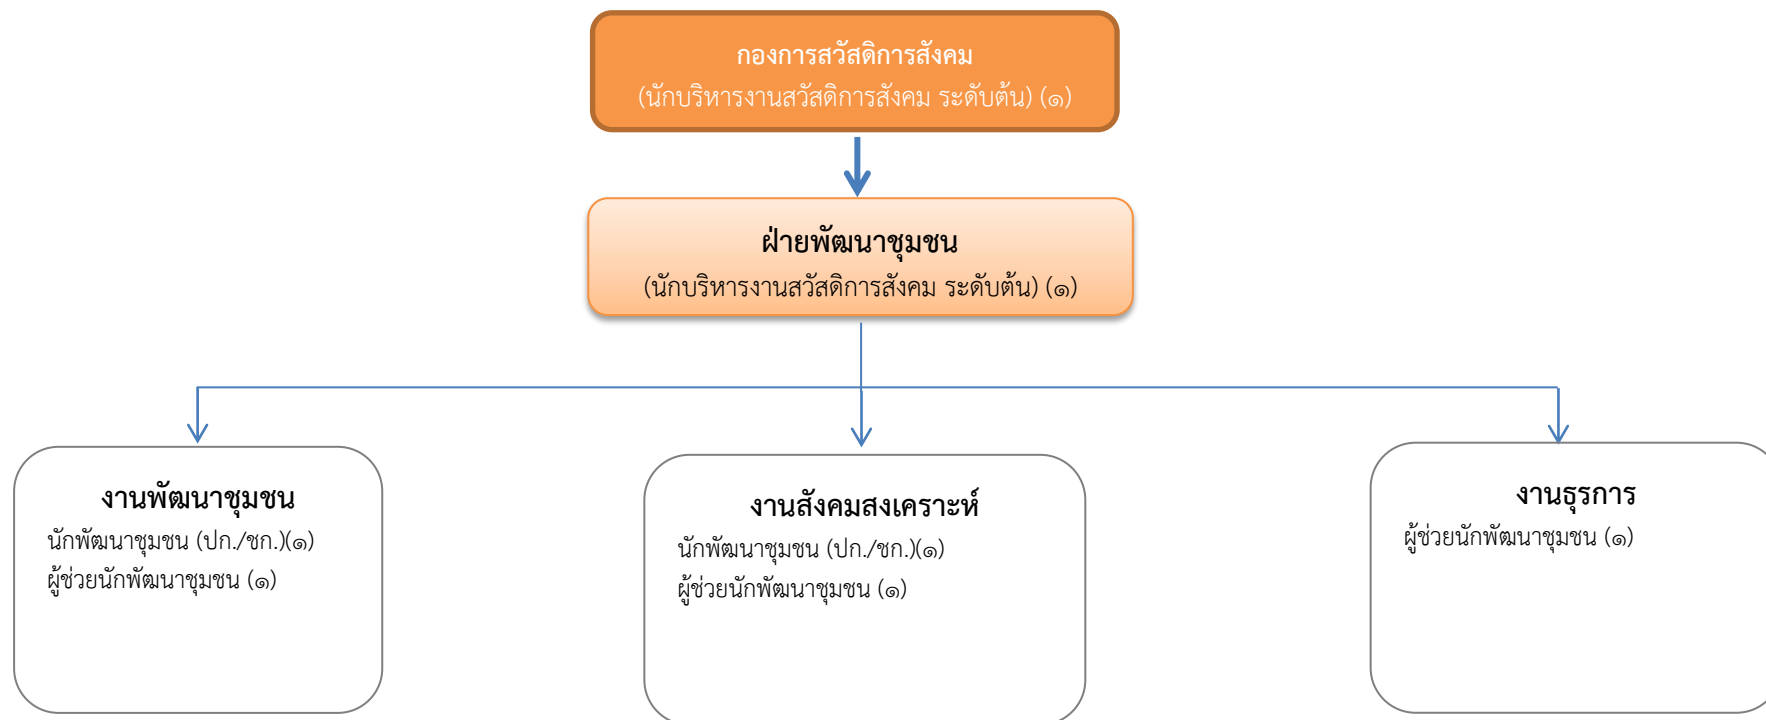 กองการสวัสดิการสังคม
(นักบริหารงานสวัสดิการสังคม ระดับต้น) (๑)
ฝ่ายพัฒนาชุมชน
(นักบริหารงานสวัสดิการสังคม ระดับต้น) (๑)
งานพัฒนาชุมชน
นักพัฒนาชุมชน (ปก./ชก.)(๑)
ผู้ช่วยนักพัฒนาชุมชน (๑)
งานสังคมสงเคราะห์
นักพัฒนาชุมชน (ปก./ชก.)(๑)
ผู้ช่วยนักพัฒนาชุมชน (๑)
งานธุรการ
ผู้ช่วยนักพัฒนาชุมชน (๑)